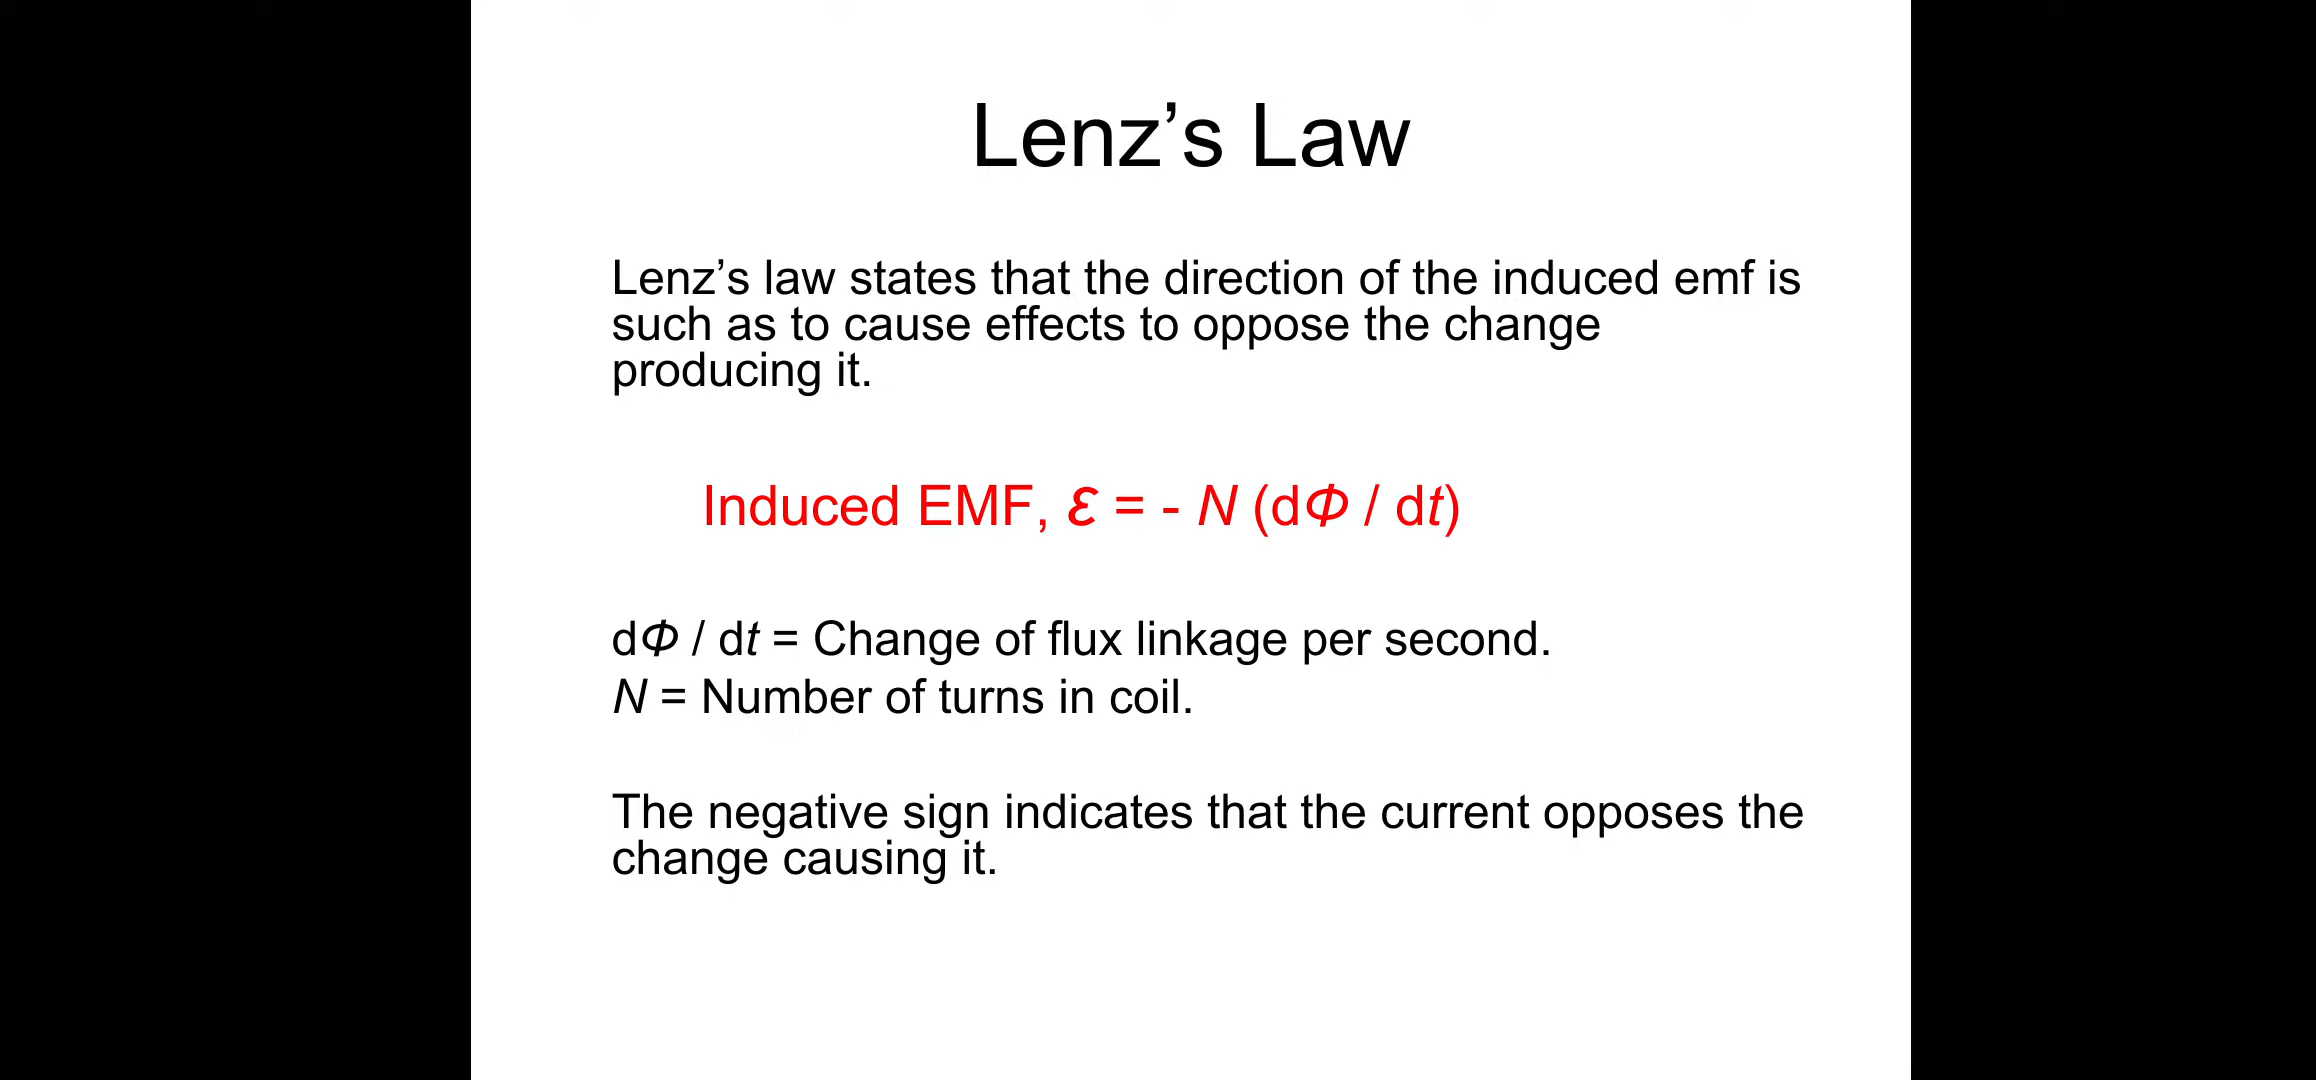 Lenz’s Law
Lenz’s law states that the direction of the induced emf is
such as to cause effects to oppose the change
producing it.
Induced EMF, ε = - N (dΦ / dt)
dΦ / dt = Change of flux linkage per second.
N = Number of turns in coil.
The negative sign indicates that the current opposes the
change causing it.